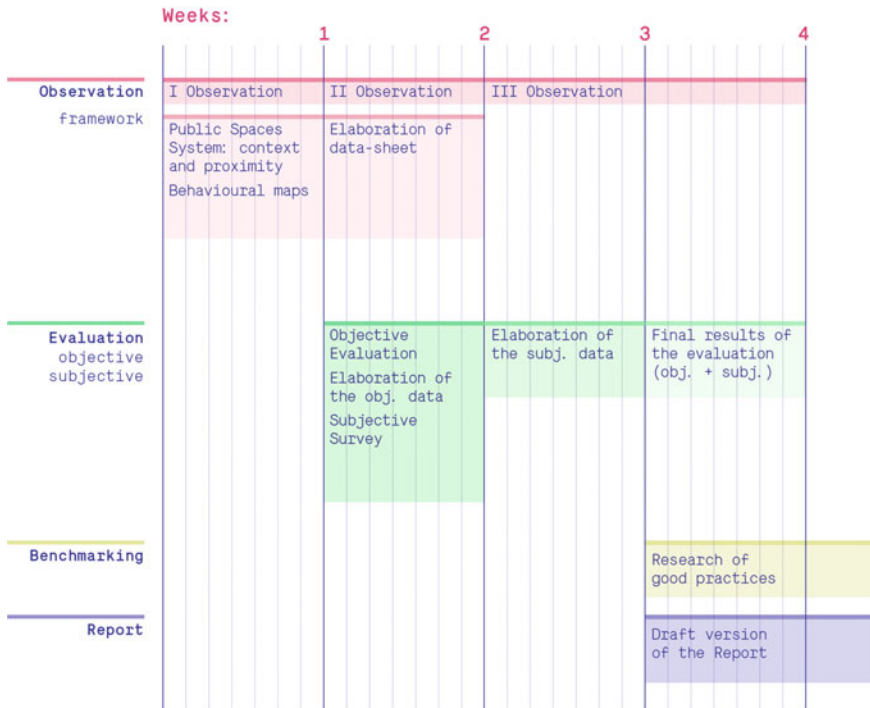 Weeks:
1 2 3 4
Observation
framework
I Observation
II Observation
III Observation
Public Spaces
System: context
and proximity
Behavioural maps
Elaboration of
data-sheet
Evaluation
objective
subjective
Objective
Evaluation
Elaboration of
the obj. data
Subjective
Survey
Elaboration of
the subj. data
Final results of
the evaluation
(obj. + subj.)
Benchmarking
Research of
good practices
Report
Draft version
of the Report